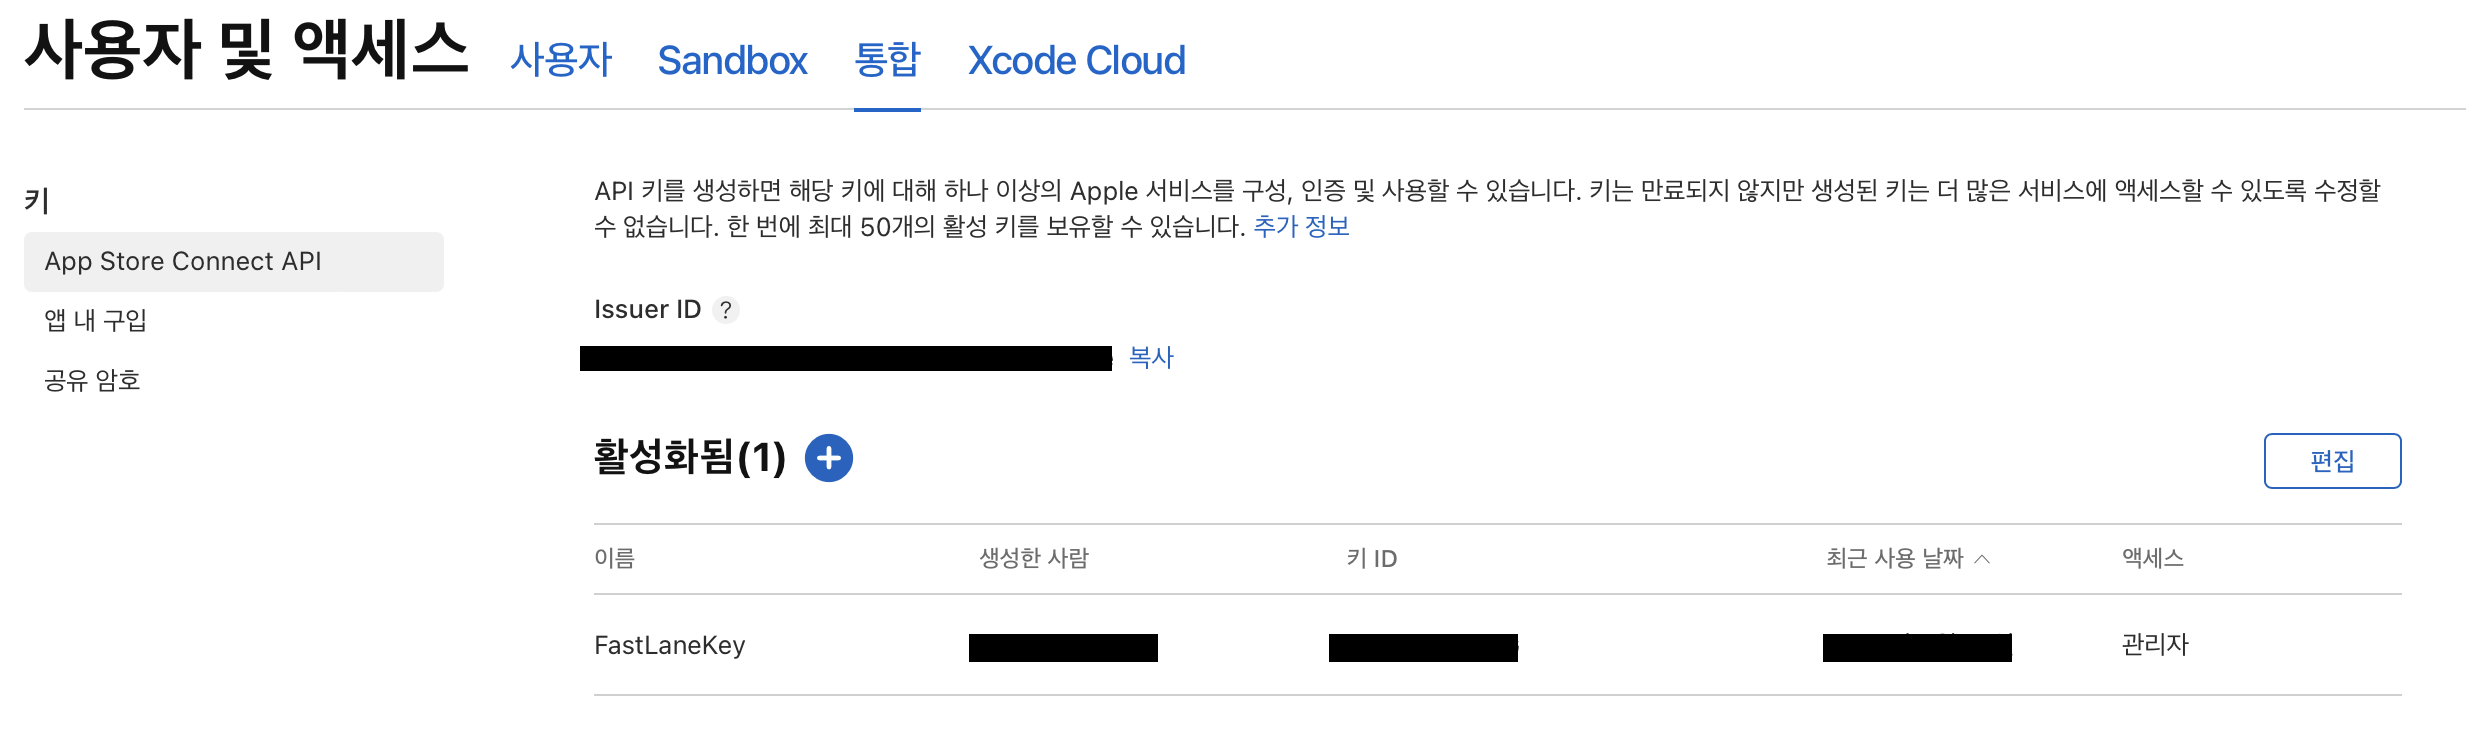 사용자 및 액세스 사용자 Sandbox 통합 Xcode Cloud
키
App Store Connect API
앱 내 구입
공유 암호
API 키를 생성하면 해당 키에 대해 하나 이상의 Apple 서비스를 구성, 인증 및 사용할 수 있습니다. 키는 만료되지 않지만 생성된 키는 더 많은 서비스에 액세스할 수 있도록 수정할
수 없습니다. 한 번에 최대 50개의 활성 키를 보유할 수 있습니다. 추가 정보
Issuer ID ?
복사
활성화됨(1) +
편집
이름 생성한 사람 키 ID 최근 사용 날짜 액세스
FastLaneKey 관리자